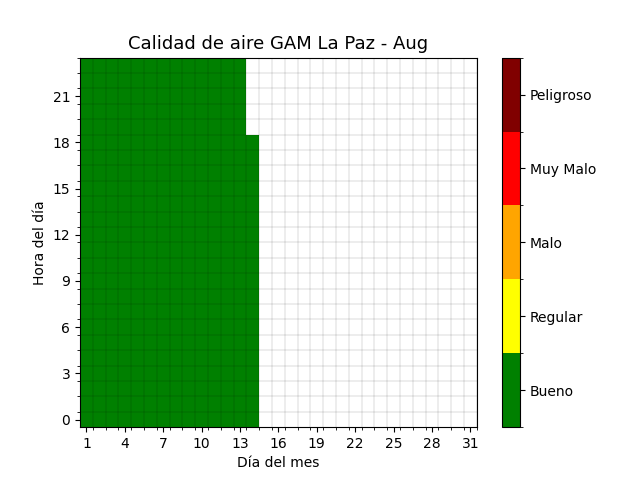 Calidad de aire GAM La Paz - Aug
Hora del día
21
18
15
12
9
6
3
0
1 4 7 10 13 16 19 22 25 28 31
Día del mes
Peligroso
Muy Malo
Malo
Regular
Bueno